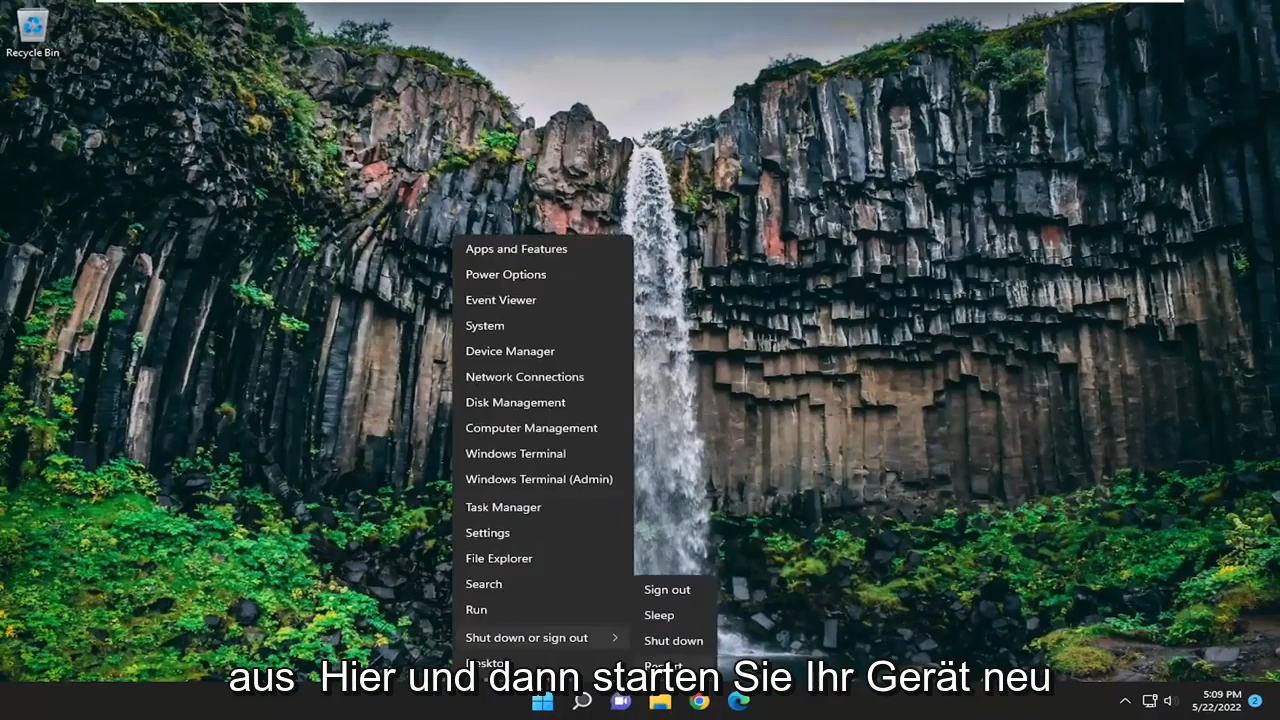 Recycle Bin
Apps and Features
Power Options
Event Viewer
System
Device Manager
Network Connections
Disk Management
Computer Management
Windows Terminal
Windows Terminal (Admin)
Task Manager
Settings
File Explorer
Search
Run
Shut down or sign out
Desktop
Sign out
Sleep
Shut down
Restart
aus Hier und dann starten Sie Ihr Gerät neu
5:09 PM
5/22/2022
2